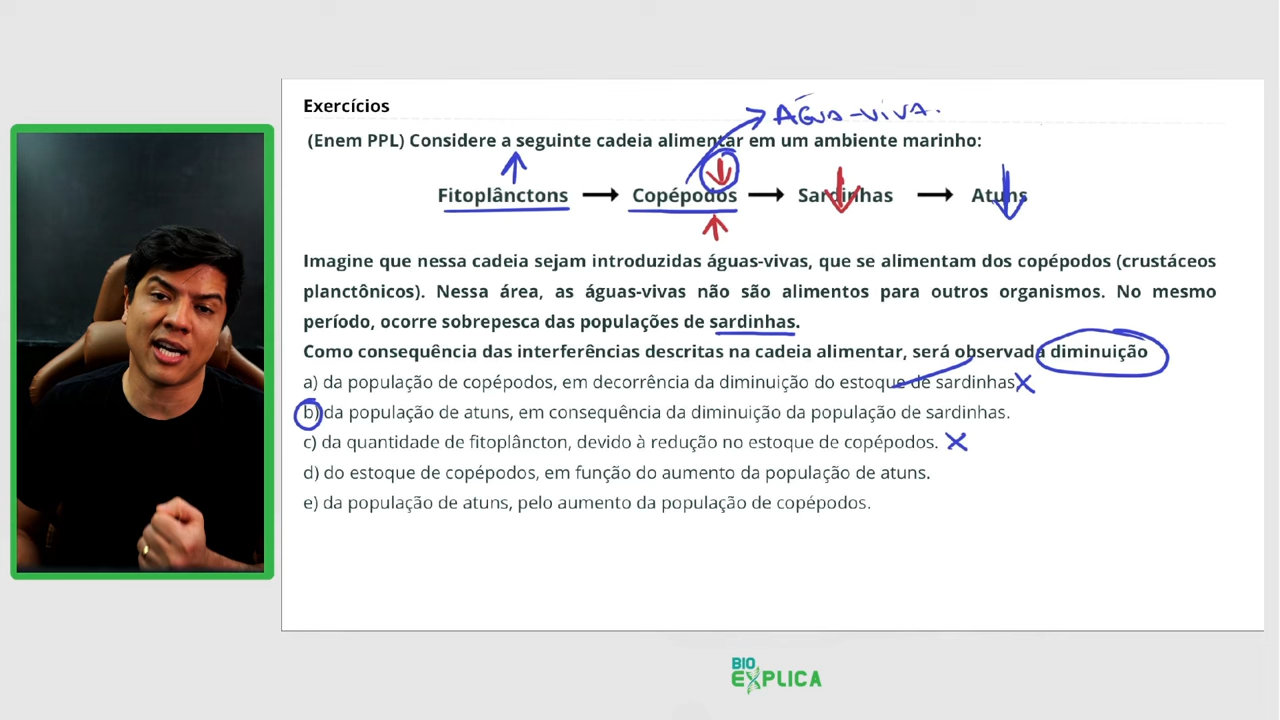 Exercícios
ÁGUA-VIVA.
(Enem PPL) Considere a seguinte cadeia alimentar em um ambiente marinho:
Fitoplânctons Copépodos Sardinhas Atuns
Imagine que nessa cadeia sejam introduzidas águas-vivas, que se alimentam dos copépodos (crustáceos
planctônicos). Nessa área, as águas-vivas não são alimentos para outros organismos. No mesmo
período, ocorre sobrepesca das populações de sardinhas.
Como consequência das interferências descritas na cadeia alimentar, será observada diminuição
a) da população de copépodos, em decorrência da diminuição do estoque de sardinhas.
b) da população de atuns, em consequência da diminuição da população de sardinhas.
c) da quantidade de fitoplâncton, devido à redução no estoque de copépodos.
d) do estoque de copépodos, em função do aumento da população de atuns.
e) da população de atuns, pelo aumento da população de copépodos.
BIO
EXPLICA